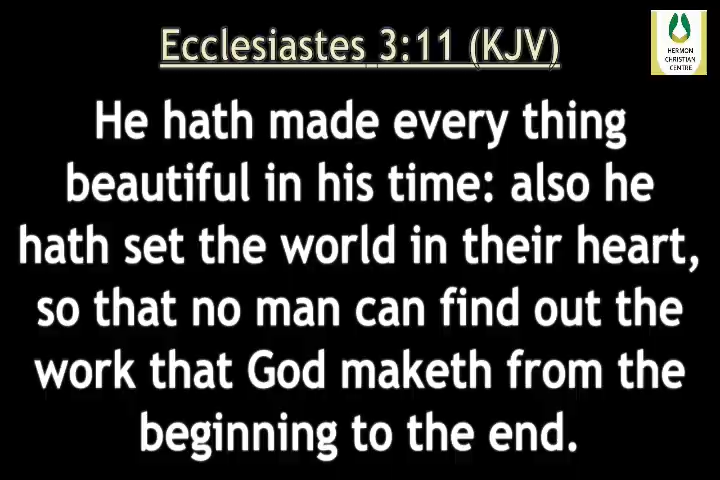 Ecclesiastes 3:11 (KJV)
HERMON
CHRISTIAN
CENTRE
He hath made every thing
beautiful in his time: also he
hath set the world in their heart,
so that no man can find out the
work that God maketh from the
beginning to the end.